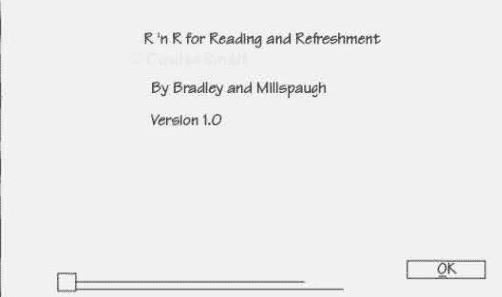 R 'n R for Reading and Refreshment
By Bradley and Millspaugh
Version 1.0
OK